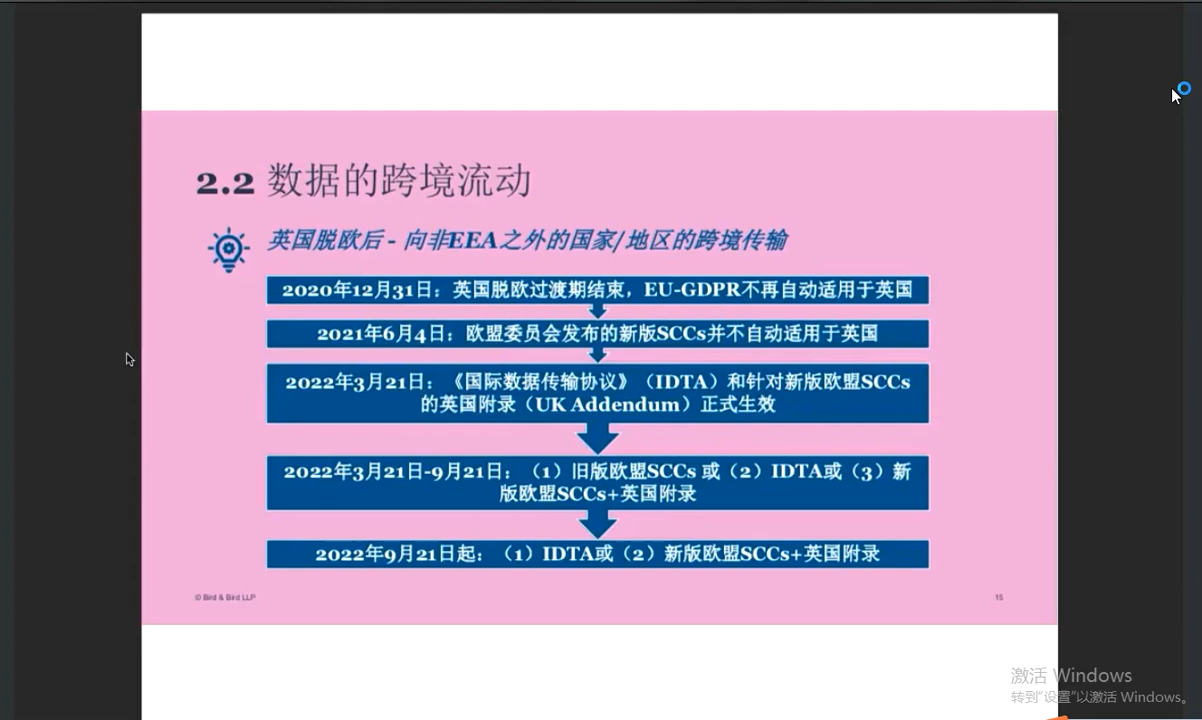 2.2 数据的跨境流动
英国脱欧后 - 向非EEA之外的国家/地区的跨境传输
2020年12月31日：英国脱欧过渡期结束，EU-GDPR不再自动适用于英国
2021年6月4日：欧盟委员会发布的新版SCCs并不自动适用于英国
2022年3月21日：《国际数据传输协议》（IDTA）和针对新版欧盟SCCs
的英国附录（UK Addendum）正式生效
2022年3月21日-9月21日：（1）旧版欧盟SCCs 或（2）IDTA或（3）新
版欧盟SCCs+英国附录
2022年9月21日起：（1）IDTA或（2）新版欧盟SCCs+英国附录
© Bird & Bird LLP
15
激活 Windows
转到"设置"以激活 Windows。